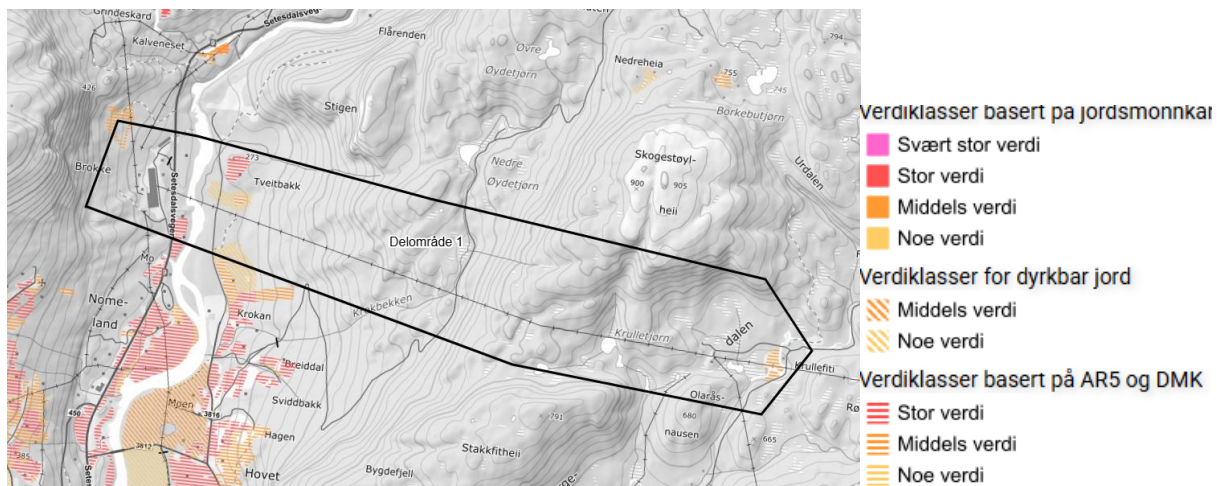 Grindeskard
Setesdalsvegen
Kalveneset
Flårenden
Øvre
Øydetjørn
Nedreheia
794
755
745
426
Stigen
Børkebutjørn
Skogestøyl-
heii
900
905
Urdalen
Brokke
273
Tveitbakk
Nedre
Øydetjørn
Setesdalsvegen
Delområde 1
Mo
Nome-
land
Krokbekken
Krokan
Krulletjørn
dalen
Krullefiti
Breiddal
Olarås-
nausen
Sviddbakk
450
3816
Moen
791
680
665
3812
Hagen
Stakkfitheii
385
Hovet
Bygdefjell
Verdiklasser basert på jordsmonnkar
Svært stor verdi
Stor verdi
Middels verdi
Noe verdi
Verdiklasser for dyrkbar jord
Middels verdi
Noe verdi
Verdiklasser basert på AR5 og DMK
Stor verdi
Middels verdi
Noe verdi